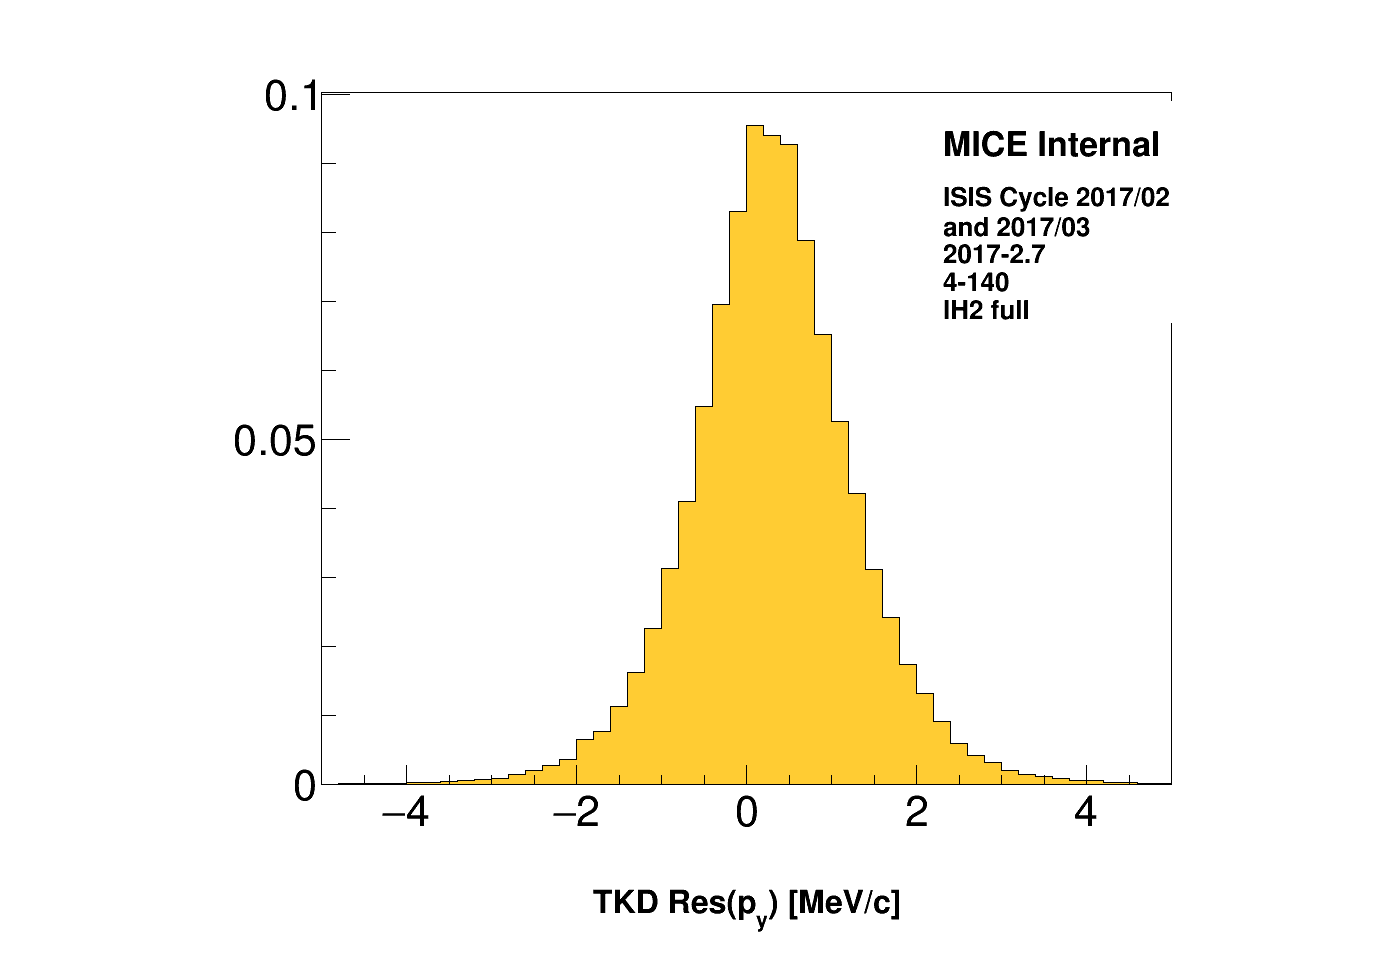 0.1
MICE Internal
ISIS Cycle 2017/02
and 2017/03
2017-2.7
4-140
IH2 full
0.05
0
−4 −2 0 2 4
TKD Res(py) [MeV/c]